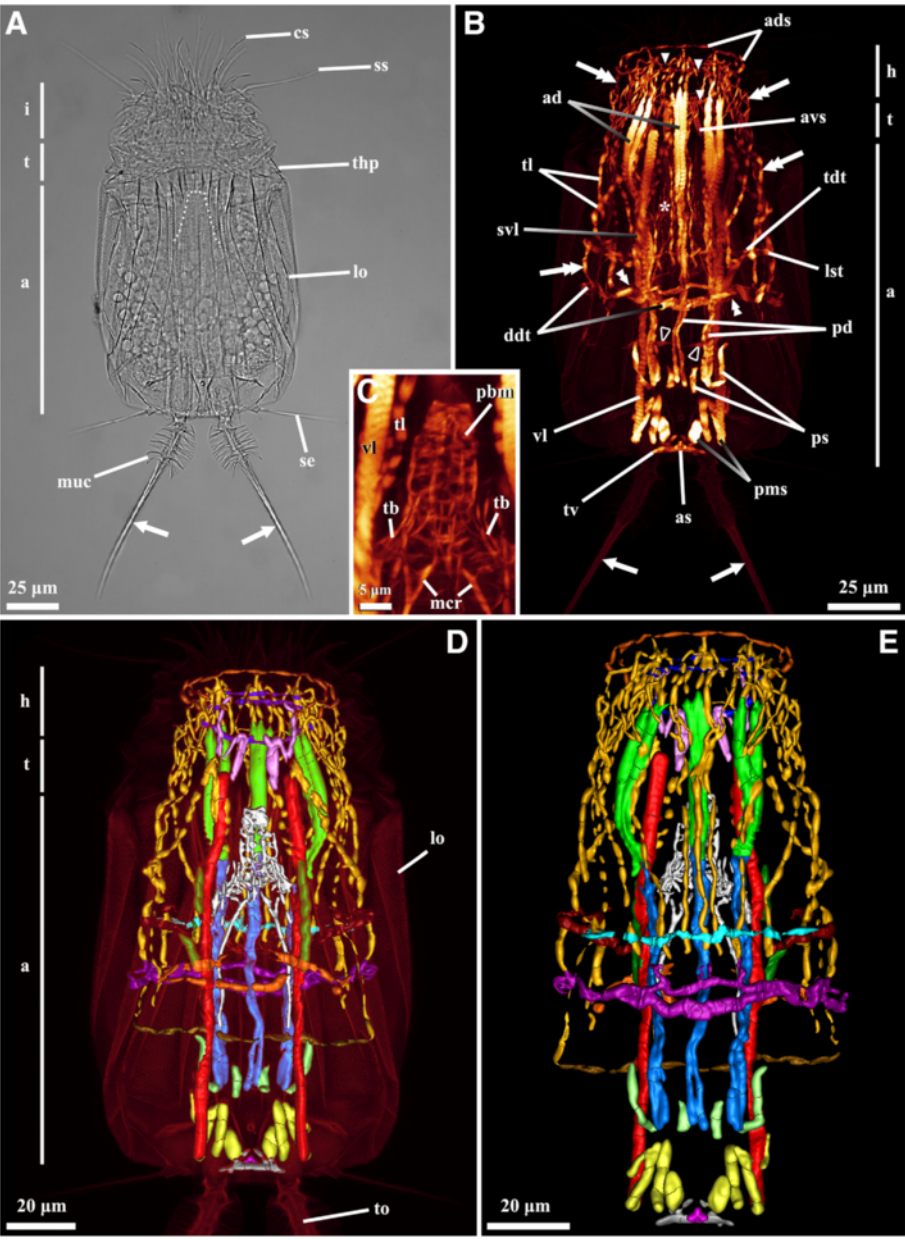 A
cs
ss
i
t
thp
a
lo
se
muc
25 µm
B
ads
h
ad
t
avs
tl
tdt
svl
lst
a
ddt
pd
vl
ps
tv
as
pms
25 µm
C
pbm
tl
vl
tb
tb
mcr
5 µm
D
h
t
lo
a
20 µm
to
E
20 µm